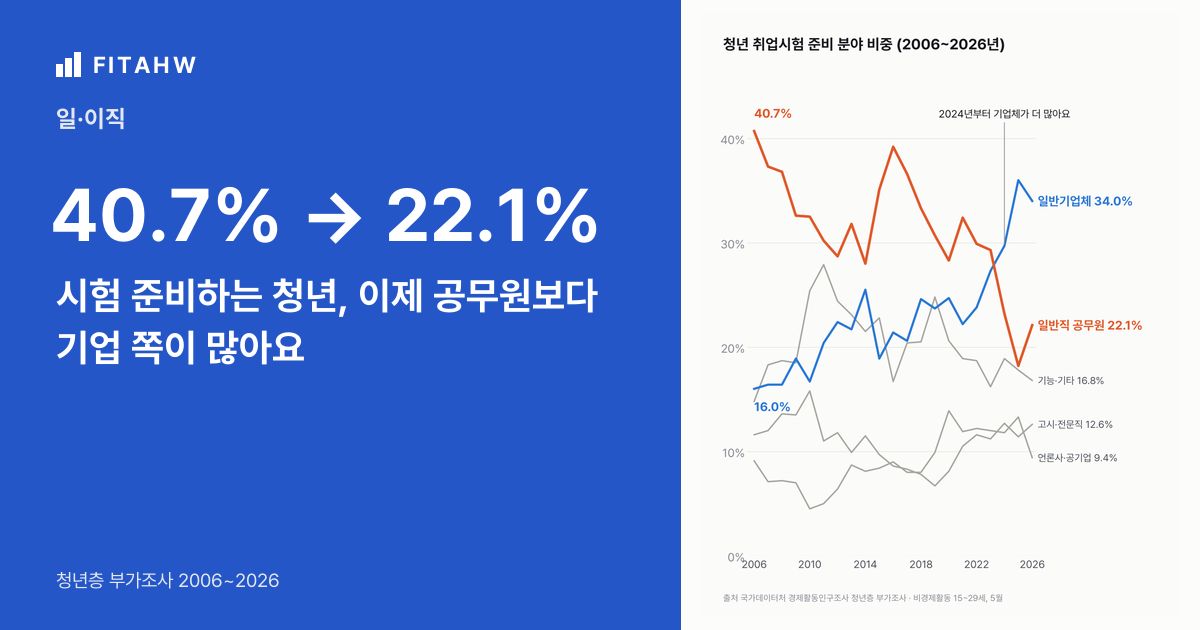 FITAHW
일·이직
40.7% → 22.1%
시험 준비하는 청년, 이제 공무원보다
기업 쪽이 많아요
청년층 부가조사 2006~2026
청년 취업시험 준비 분야 비중 (2006~2026년)
40.7%
2024년부터 기업체가 더 많아요
40%
일반기업체 34.0%
30%
일반직 공무원 22.1%
20%
기능·기타 16.8%
16.0%
고시·전문직 12.6%
10%
언론사·공기업 9.4%
0%
2006 2010 2014 2018 2022 2026
출처 국가데이터처 경제활동인구조사 청년층 부가조사 · 비경제활동 15~29세, 5월